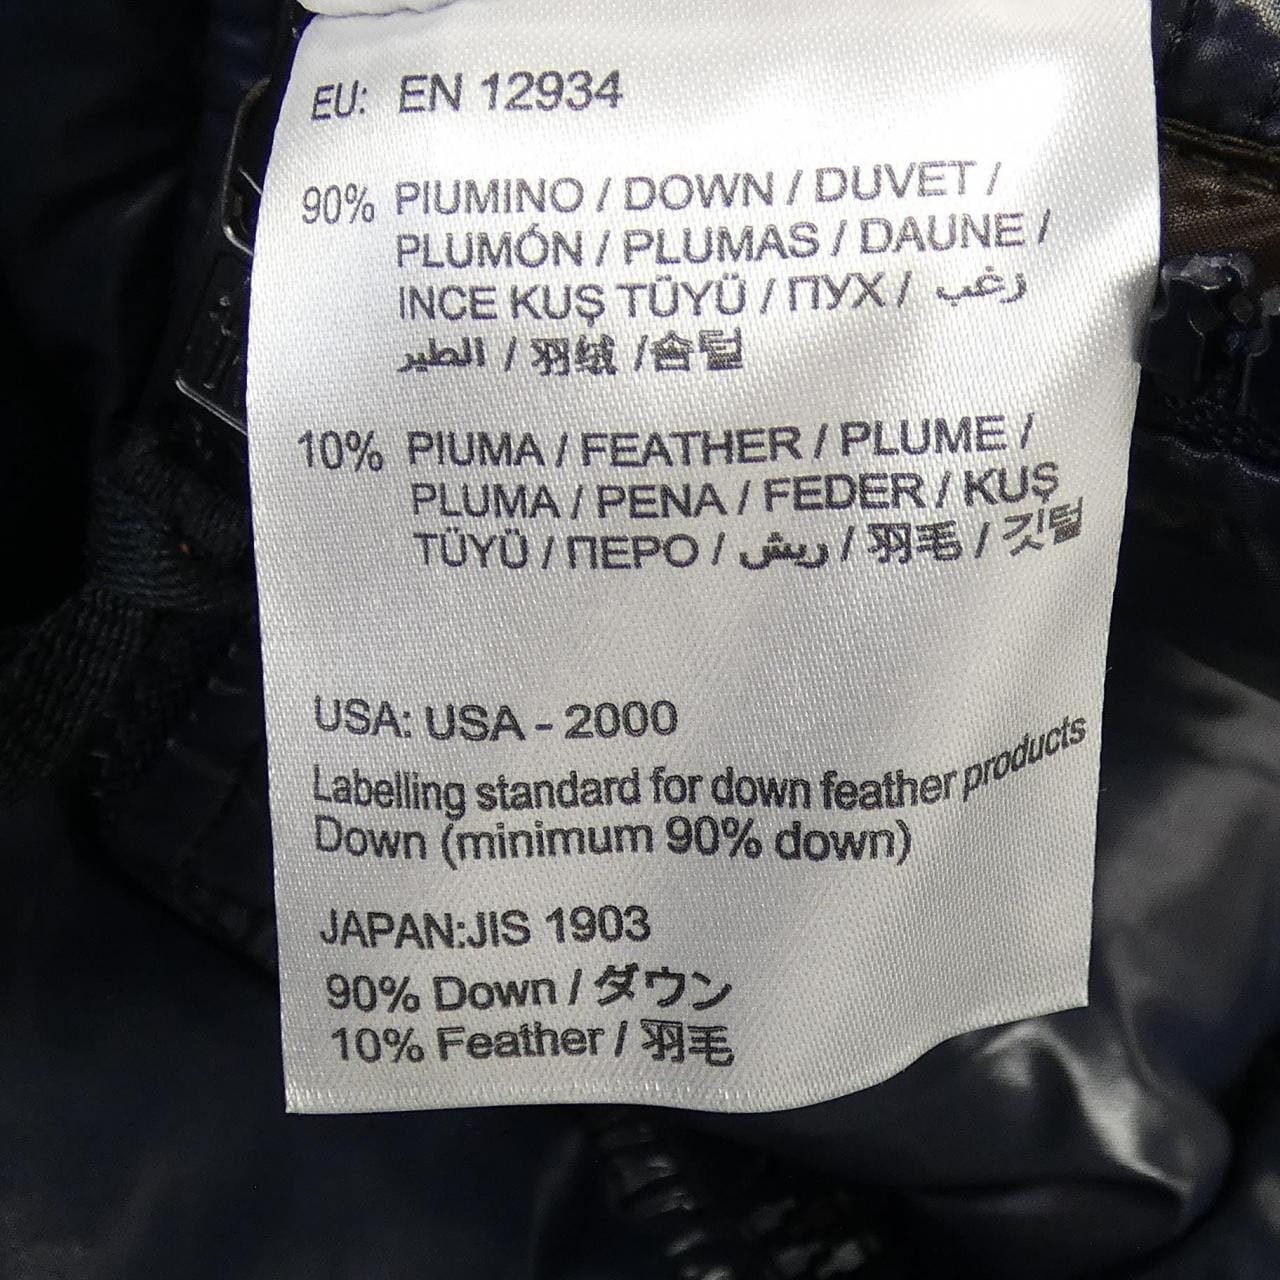 EU: EN 12934
90% PIUMINO / DOWN / DUVET /
PLUMÓN / PLUMAS / DAUNE /
INCE KUŞ TÜYÜ / ПУХ / زغب
الطير / 羽绒 /솜털
10% PIUMA / FEATHER / PLUME /
PLUMA / PENA / FEDER / KUŞ
TÜYÜ / ПЕРО / ريش / 羽毛 / 깃털
USA: USA - 2000
Labelling standard for down feather products
Down (minimum 90% down)
JAPAN:JIS 1903
90% Down / ダウン
10% Feather / 羽毛